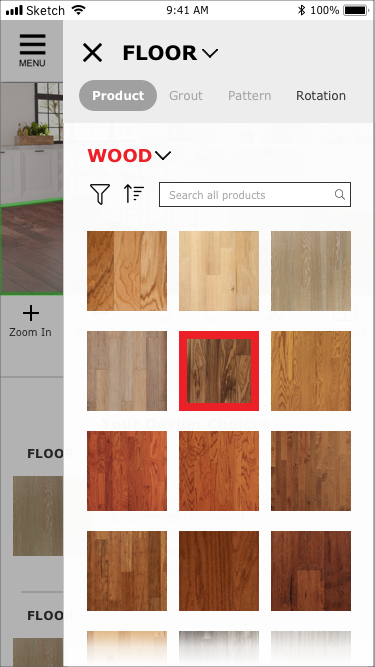 Sketch 9:41 AM 100%
MENU
FLOOR
Product Grout Pattern Rotation
WOOD
Search all products
Zoom In
FLOO
FLOO